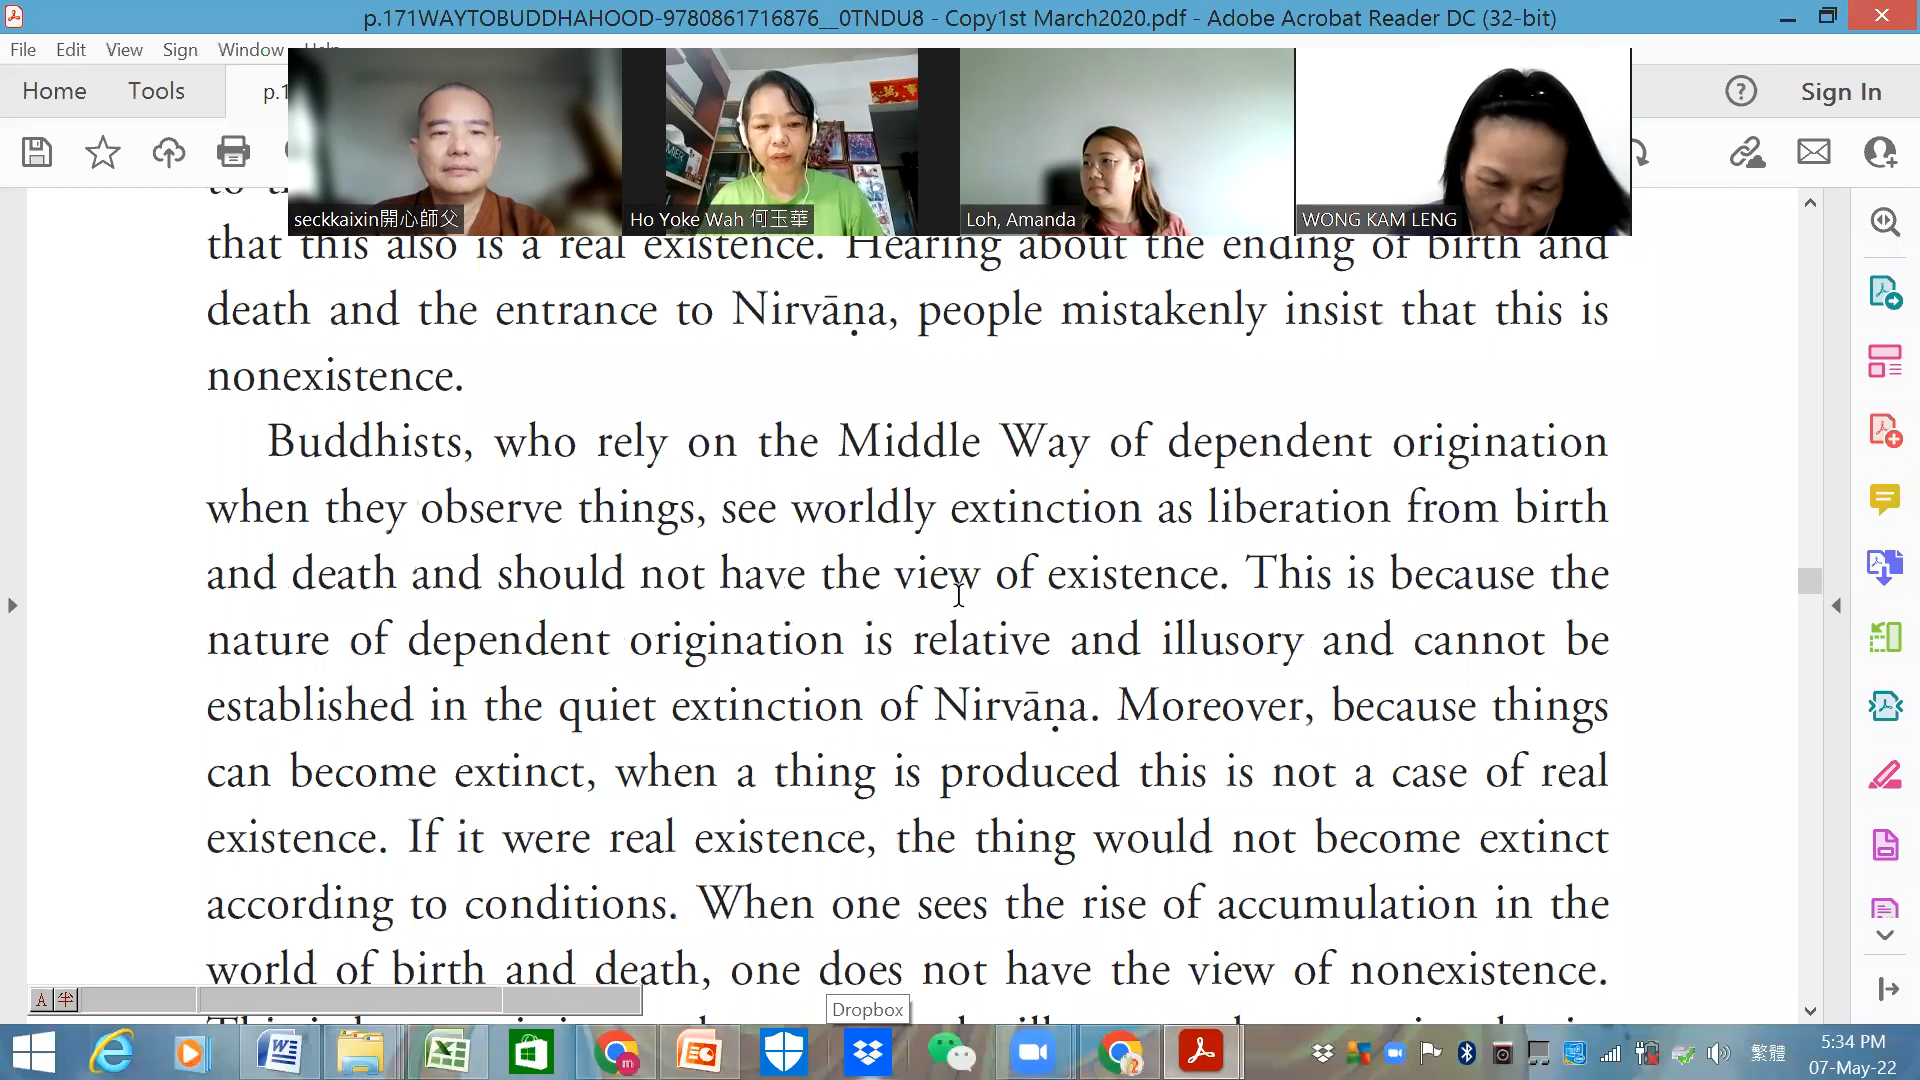 p.171WAYTOBUDDHAHOOD-9780861716876__0TNDU8 - Copy1st March2020.pdf - Adobe Acrobat Reader DC (32-bit)
File Edit View Sign Window Help
Home Tools p.1 Sign In
seckkaixin開心師父 Ho Yoke Wah 何玉華 Loh, Amanda WONG KAM LENG
that this also is a real existence. Hearing about the ending of birth and
death and the entrance to Nirvāṇa, people mistakenly insist that this is
nonexistence.
Buddhists, who rely on the Middle Way of dependent origination
when they observe things, see worldly extinction as liberation from birth
and death and should not have the view of existence. This is because the
nature of dependent origination is relative and illusory and cannot be
established in the quiet extinction of Nirvāṇa. Moreover, because things
can become extinct, when a thing is produced this is not a case of real
existence. If it were real existence, the thing would not become extinct
according to conditions. When one sees the rise of accumulation in the
world of birth and death, one does not have the view of nonexistence.
A 半
Dropbox
繁體
5:34 PM
07-May-22